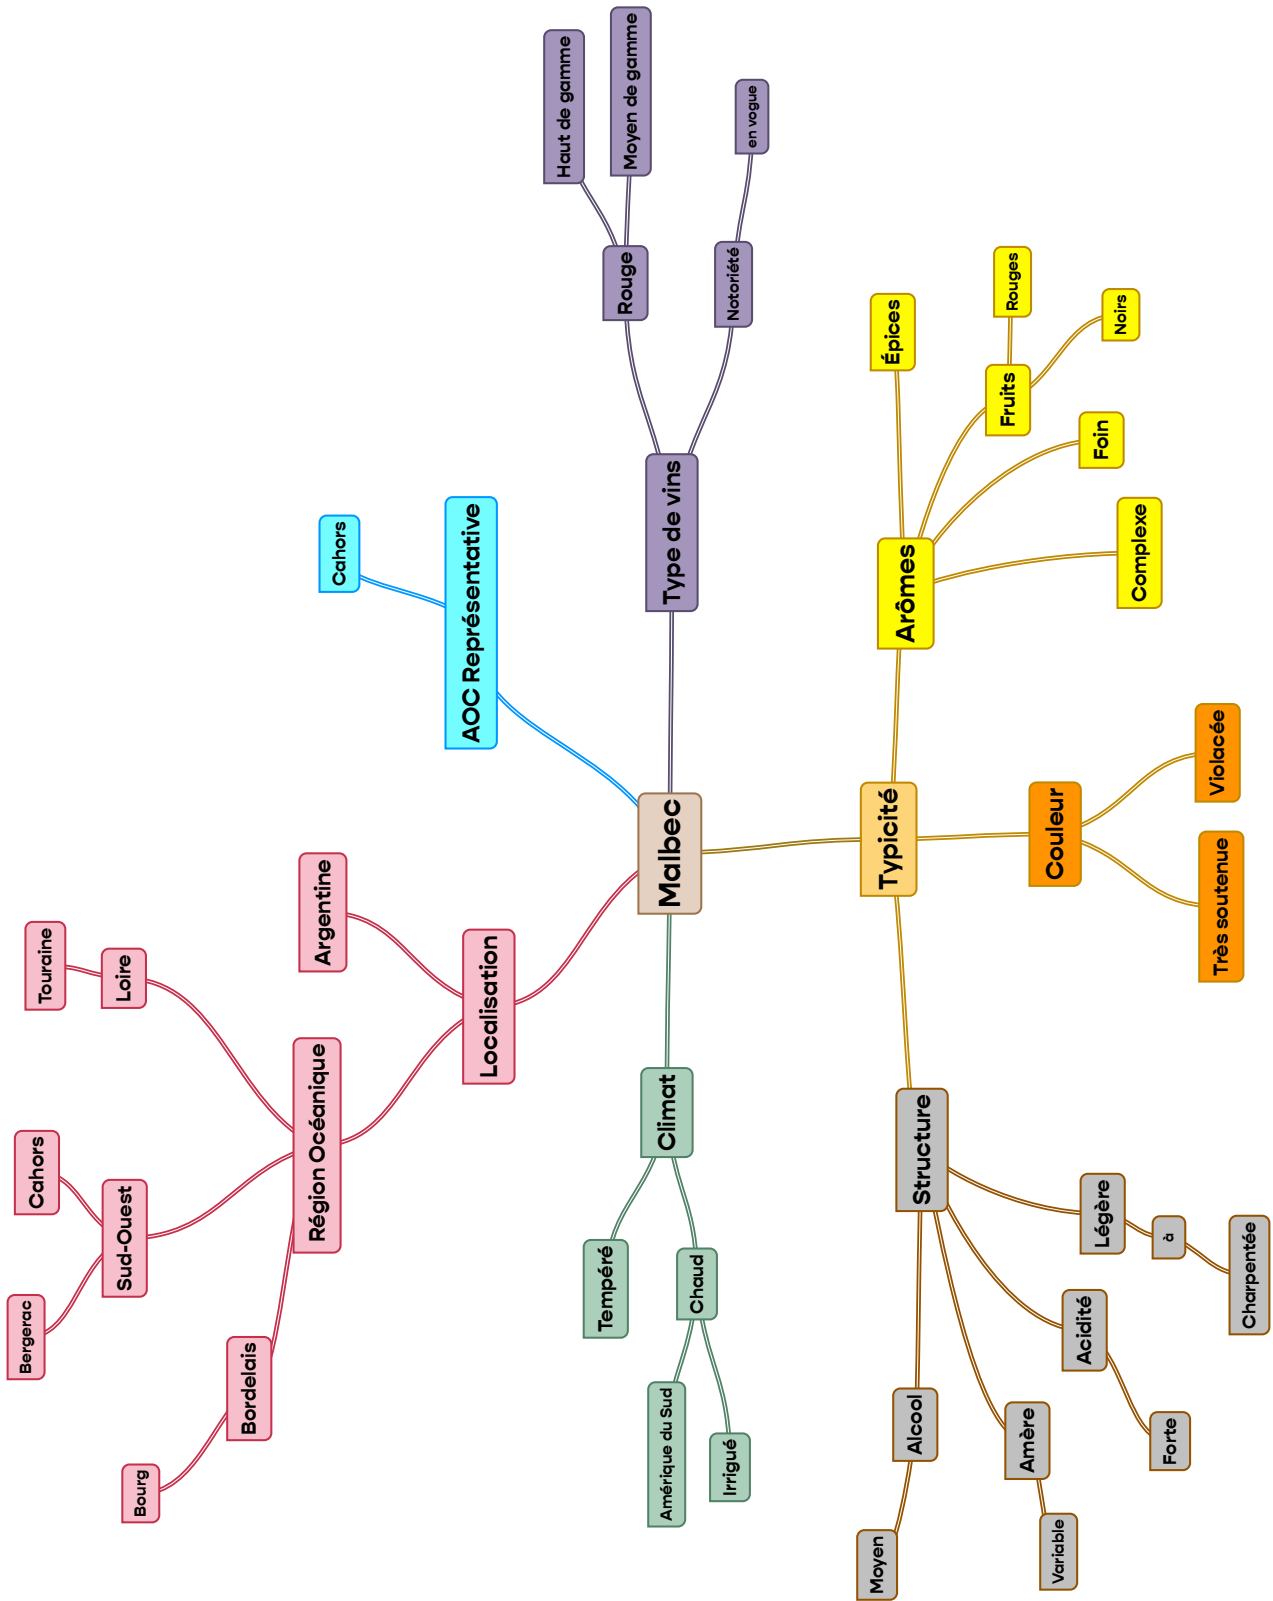 Malbec
Type de vins
Rouge
Haut de gamme
Moyen de gamme
Notoriété
en vogue
AOC Représentative
Cahors
Localisation
Argentine
Région Océanique
Loire
Touraine
Sud-Ouest
Cahors
Bergerac
Bordelais
Bourg
Climat
Tempéré
Chaud
Amérique du Sud
Irrigué
Typicité
Arômes
Épices
Fruits
Rouges
Noirs
Foin
Complexe
Couleur
Violacée
Très soutenue
Structure
Légère
à
Charpentée
Acidité
Forte
Amère
Variable
Alcool
Moyen